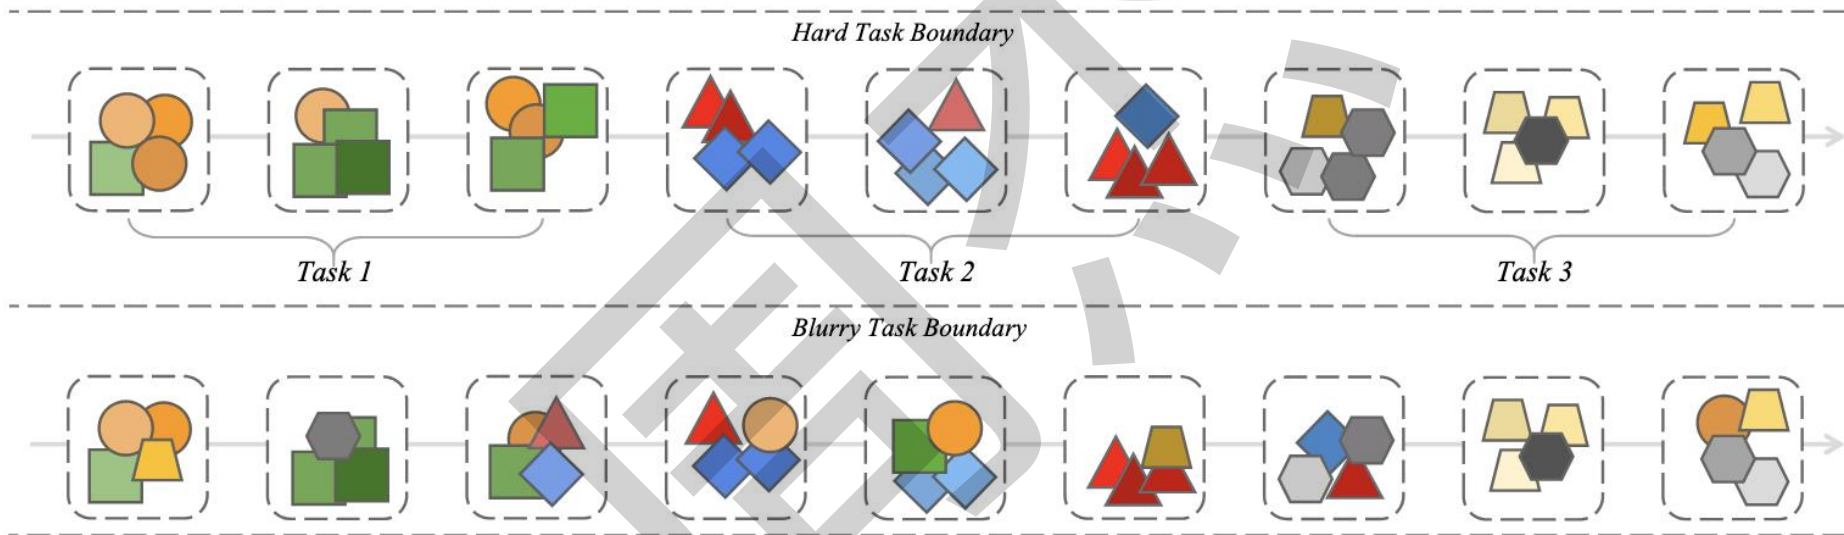 Hard Task Boundary
Task 1
Task 2
Task 3
Blurry Task Boundary